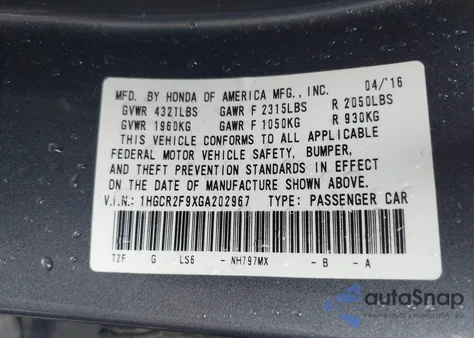 MFD. BY HONDA OF AMERICA MFG., INC. 04/'16
GVWR 4321LBS GAWR F 2315LBS R 2050LBS
GVWR 1960KG GAWR F 1050KG R 930KG
THIS VEHICLE CONFORMS TO ALL APPLICABLE
FEDERAL MOTOR VEHICLE SAFETY, BUMPER,
AND THEFT PREVENTION STANDARDS IN EFFECT
ON THE DATE OF MANUFACTURE SHOWN ABOVE.
V.I.N.: 1HGCR2F9XGA202967 TYPE: PASSENGER CAR
T2F G LS6 - NH797MX - B - A
autoSnap